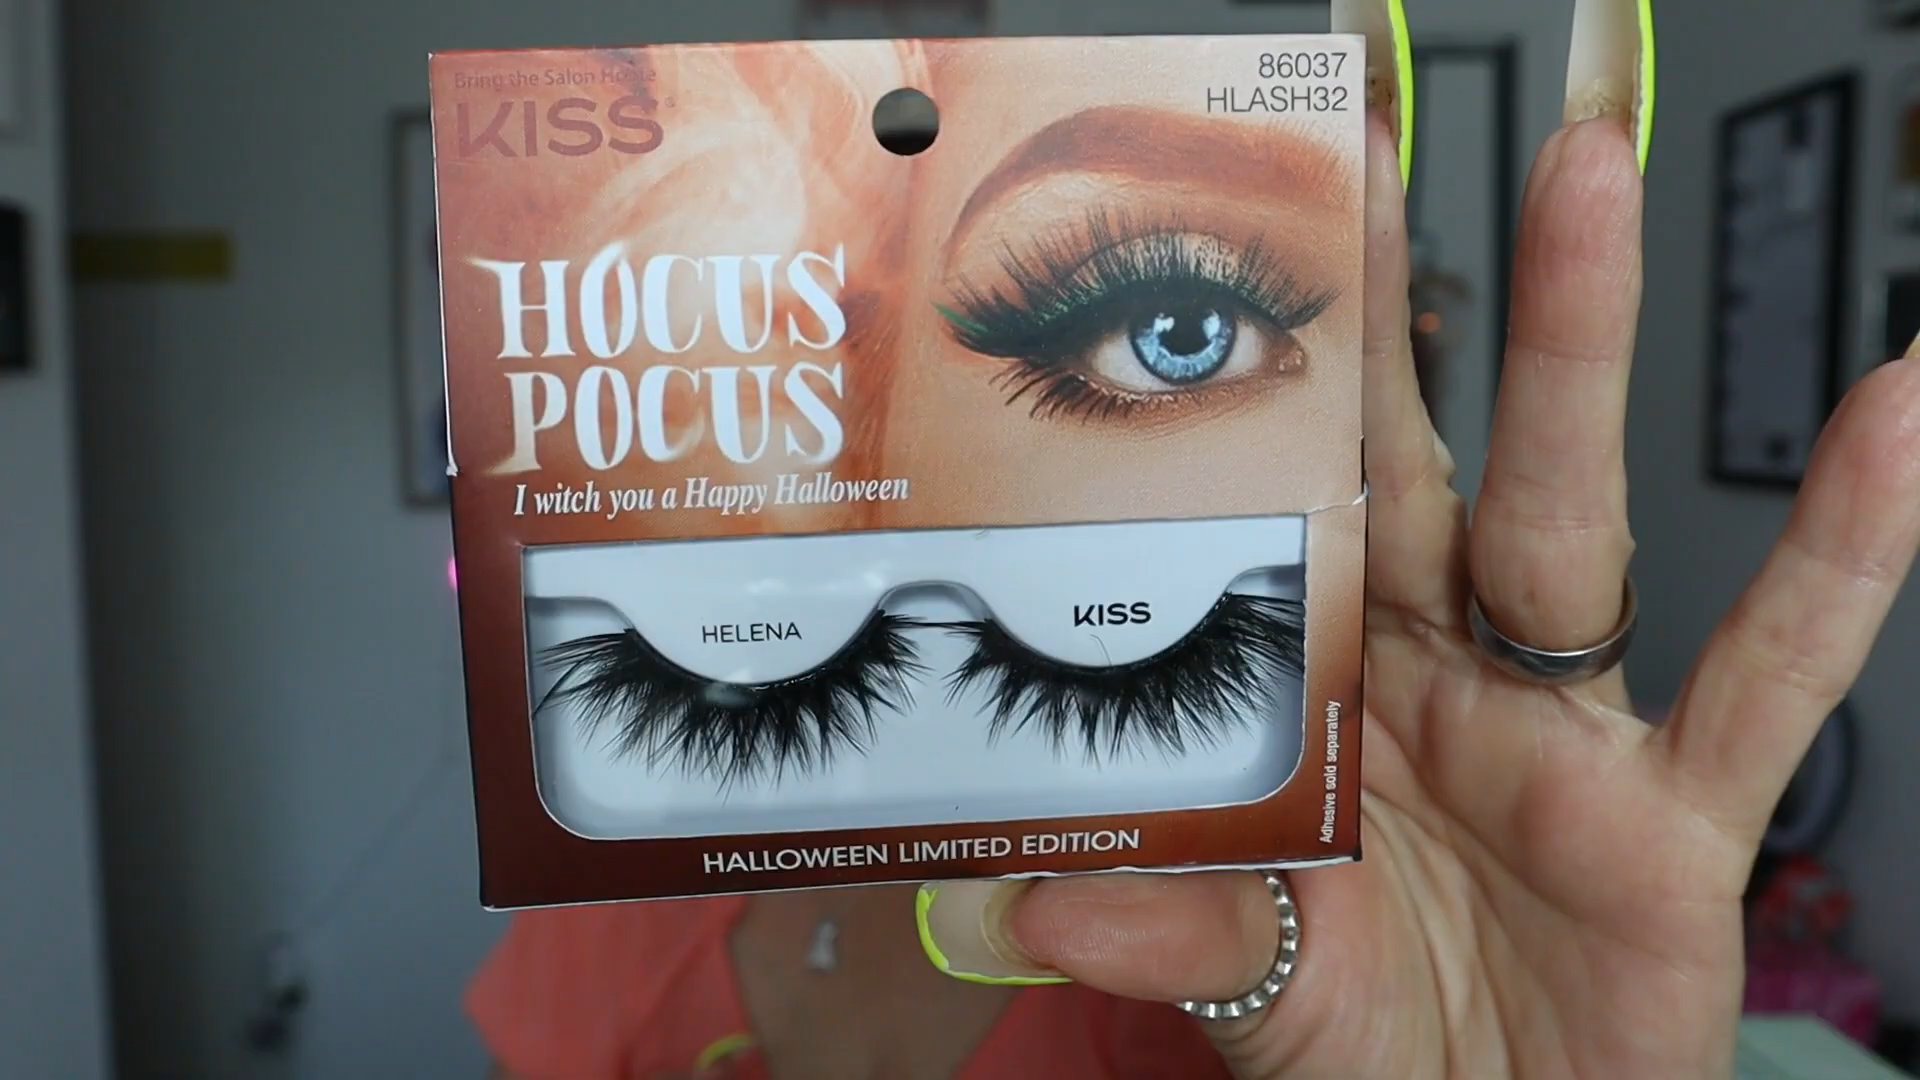 Bring the Salon Home
KISS
86037
HLASH32
HOCUS
POCUS
I witch you a Happy Halloween
HELENA
KISS
Adhesive sold separately
HALLOWEEN LIMITED EDITION